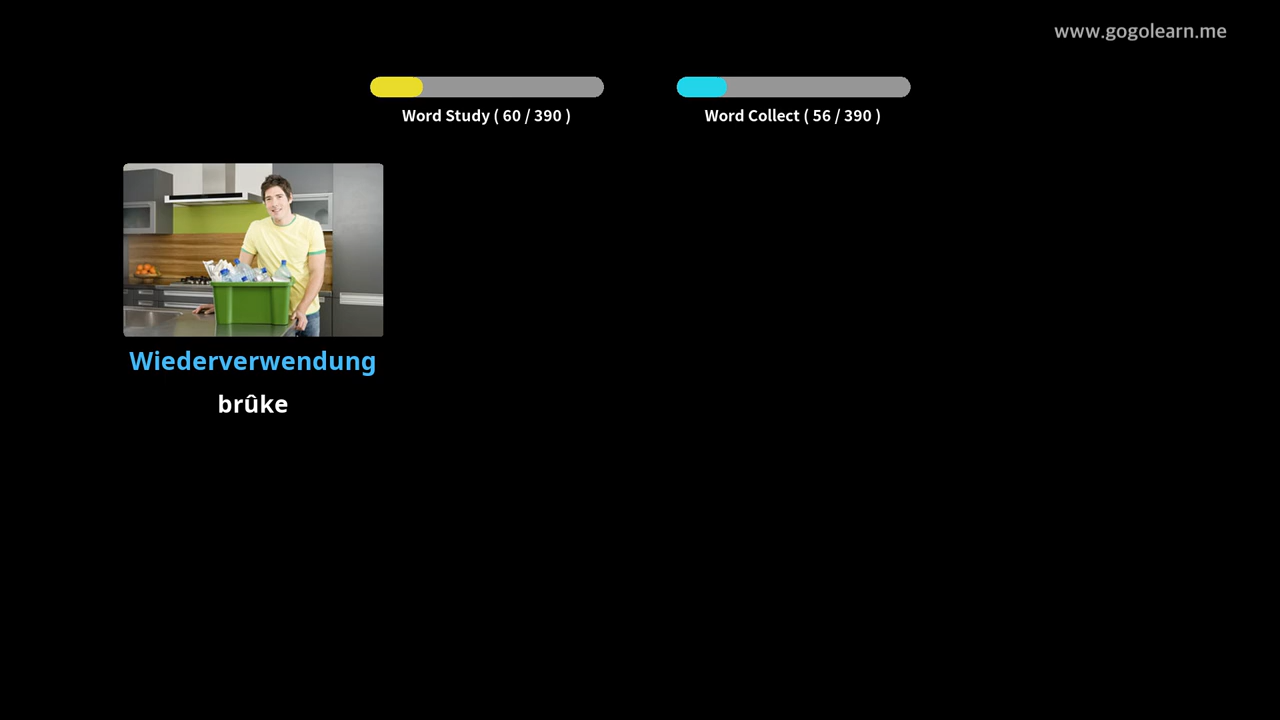 www.gogolearn.me
Word Study ( 60 / 390 )
Word Collect ( 56 / 390 )
Wiederverwendung
brûke